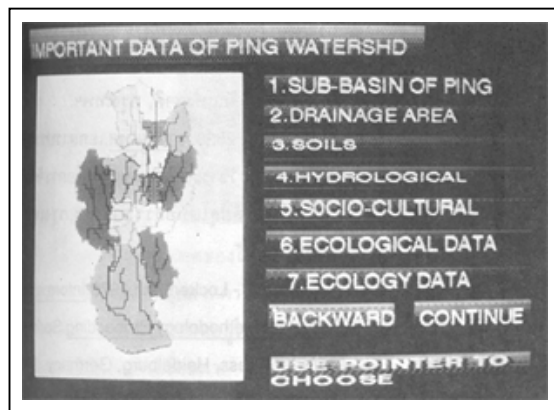 IMPORTANT DATA OF PING WATERSHD
1.SUB-BASIN OF PING
2.DRAINAGE AREA
3.SOILS
4.HYDROLOGICAL
5.SOCIO-CULTURAL
6.ECOLOGICAL DATA
7.ECOLOGY DATA
BACKWARD CONTINUE
USE POINTER TO
CHOOSE